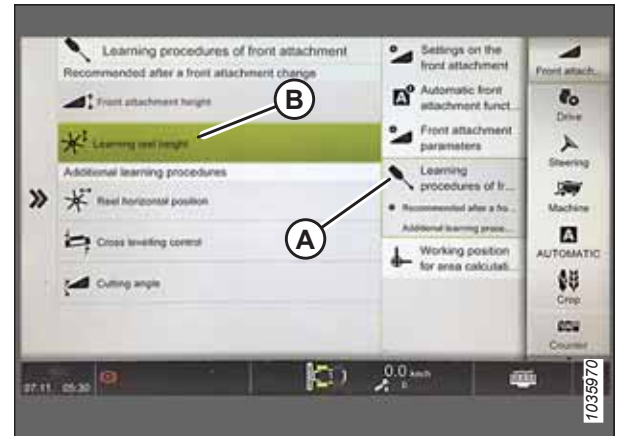 Learning procedures of front attachment
Recommended after a front attachment change
Front attachment height
Learning reel height
Additional learning procedures
Reel horizontal position
Cross levelling control
Cutting angle
Settings on the
front attachment
Automatic front
attachment funct...
Front attachment
parameters
Learning
procedures of fr...
Recommended after a fro...
Additional learning proce...
Working position
for area calculati...
Front attach...
Drive
Steering
Machine
A
AUTOMATIC
Crop
Counter
B
A
07.11 05:30
0.0 km/h
0
1035970